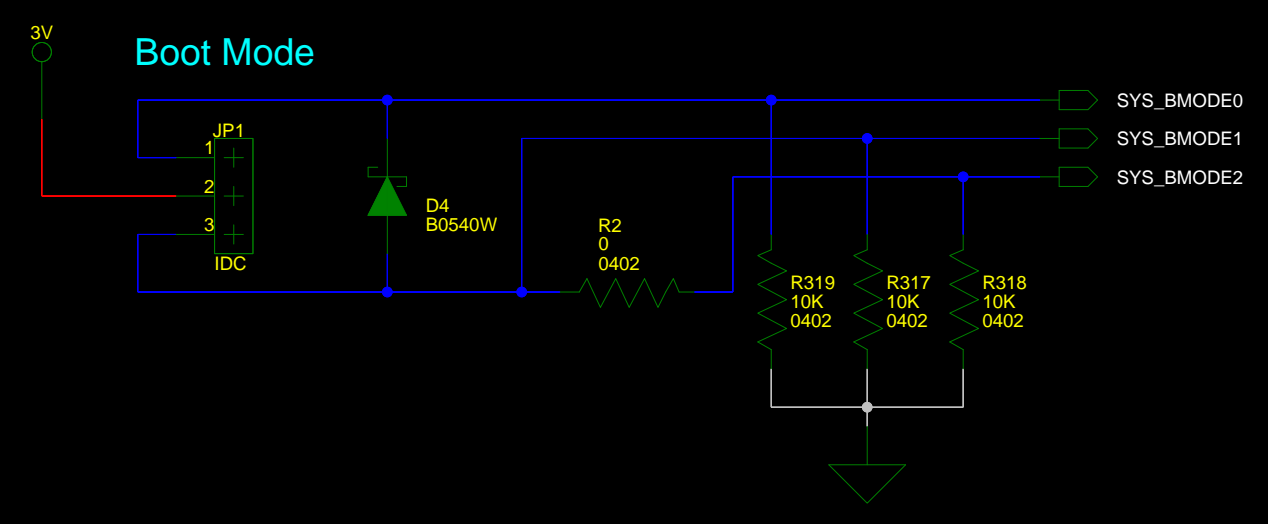 3V
Boot Mode
SYS_BMODE0
JP1
SYS_BMODE1
1
SYS_BMODE2
2
D4
B0540W
3
R2
0
0402
IDC
R319
10K
0402
R317
10K
0402
R318
10K
0402